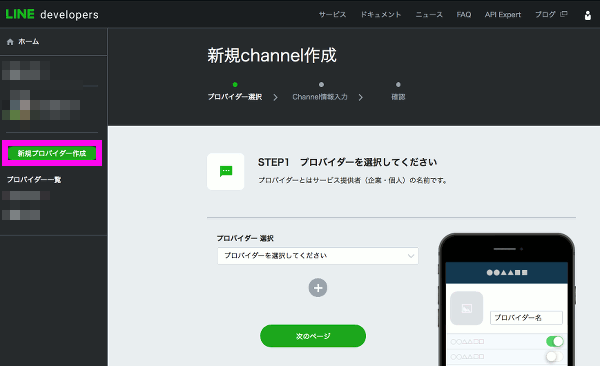 LINE developers
サービス ドキュメント ニュース FAQ API Expert ブログ
ホーム
新規プロバイダー作成
プロバイダー一覧
新規channel作成
プロバイダー選択 Channel情報入力 確認
STEP1 プロバイダーを選択してください
プロバイダーとはサービス提供者（企業・個人）の名前です。
プロバイダー 選択
プロバイダーを選択してください
次のページ
●●▲▲■■
プロバイダー名
○○△△□□
○○△△□□